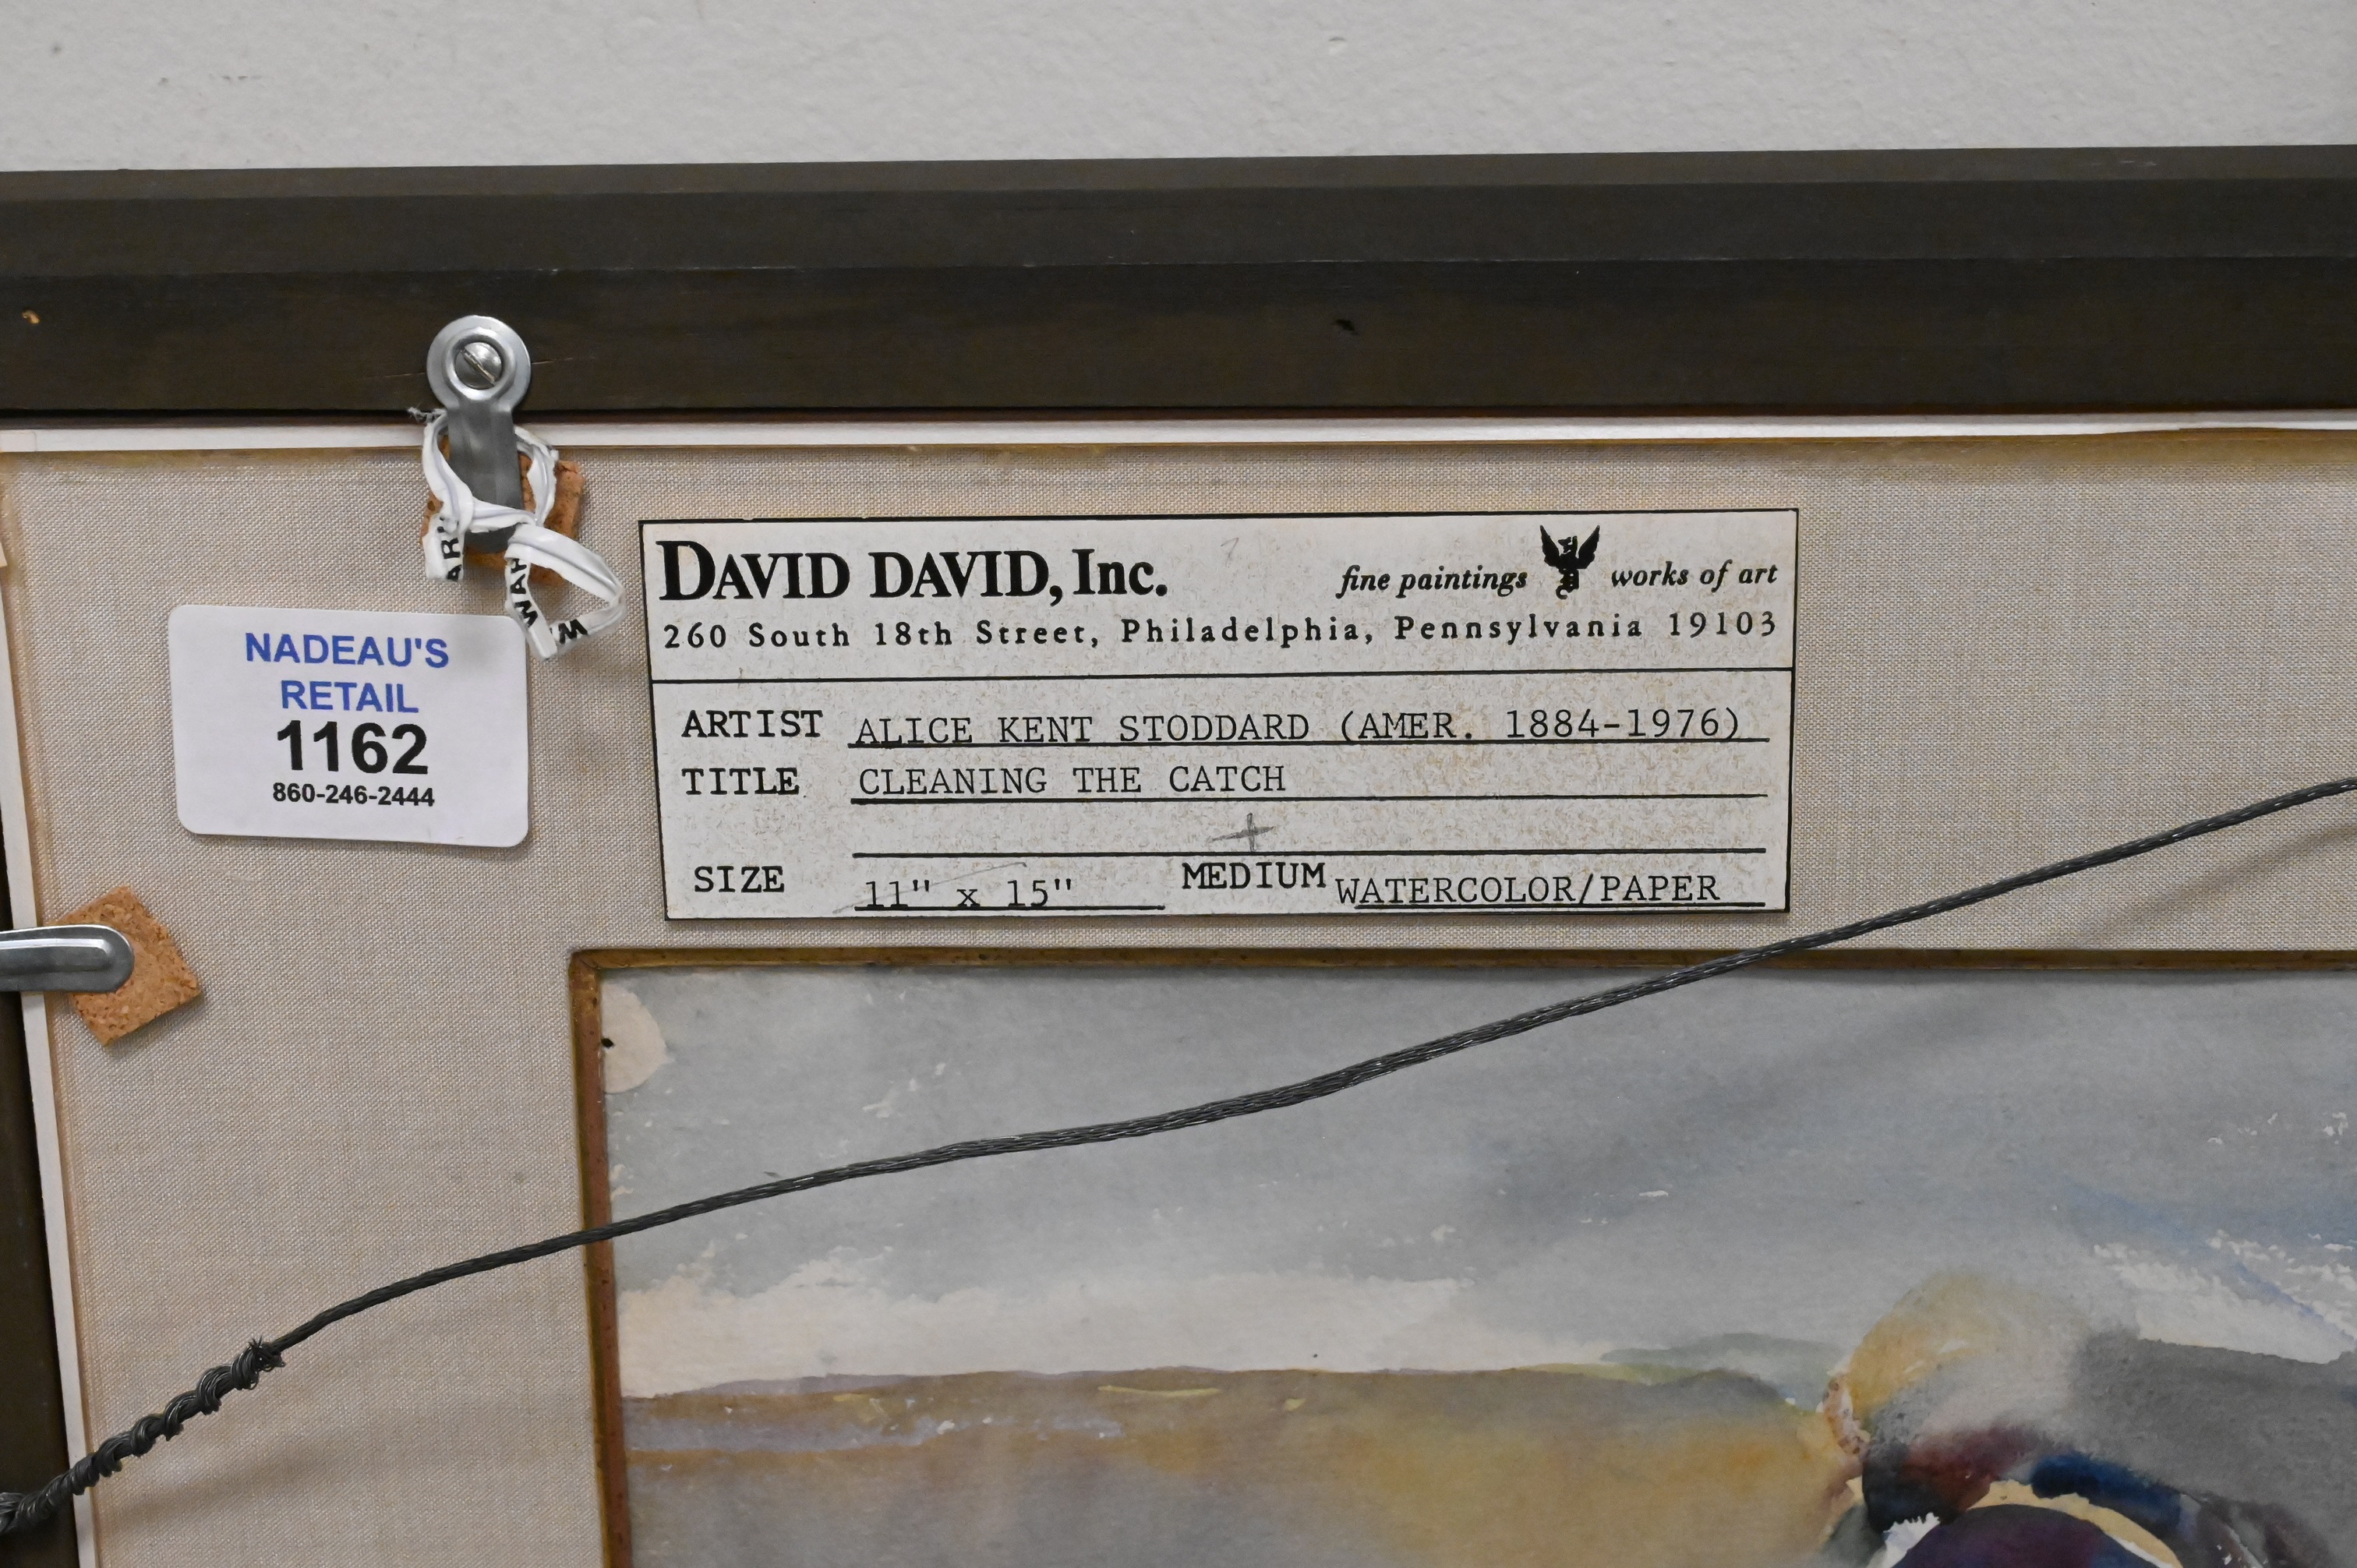 DAVID DAVID, Inc. fine paintings works of art
260 South 18th Street, Philadelphia, Pennsylvania 19103
ARTIST ALICE KENT STODDARD (AMER. 1884-1976)
TITLE CLEANING THE CATCH
SIZE 11" x 15" MEDIUM WATERCOLOR/PAPER
NADEAU'S
RETAIL
1162
860-246-2444